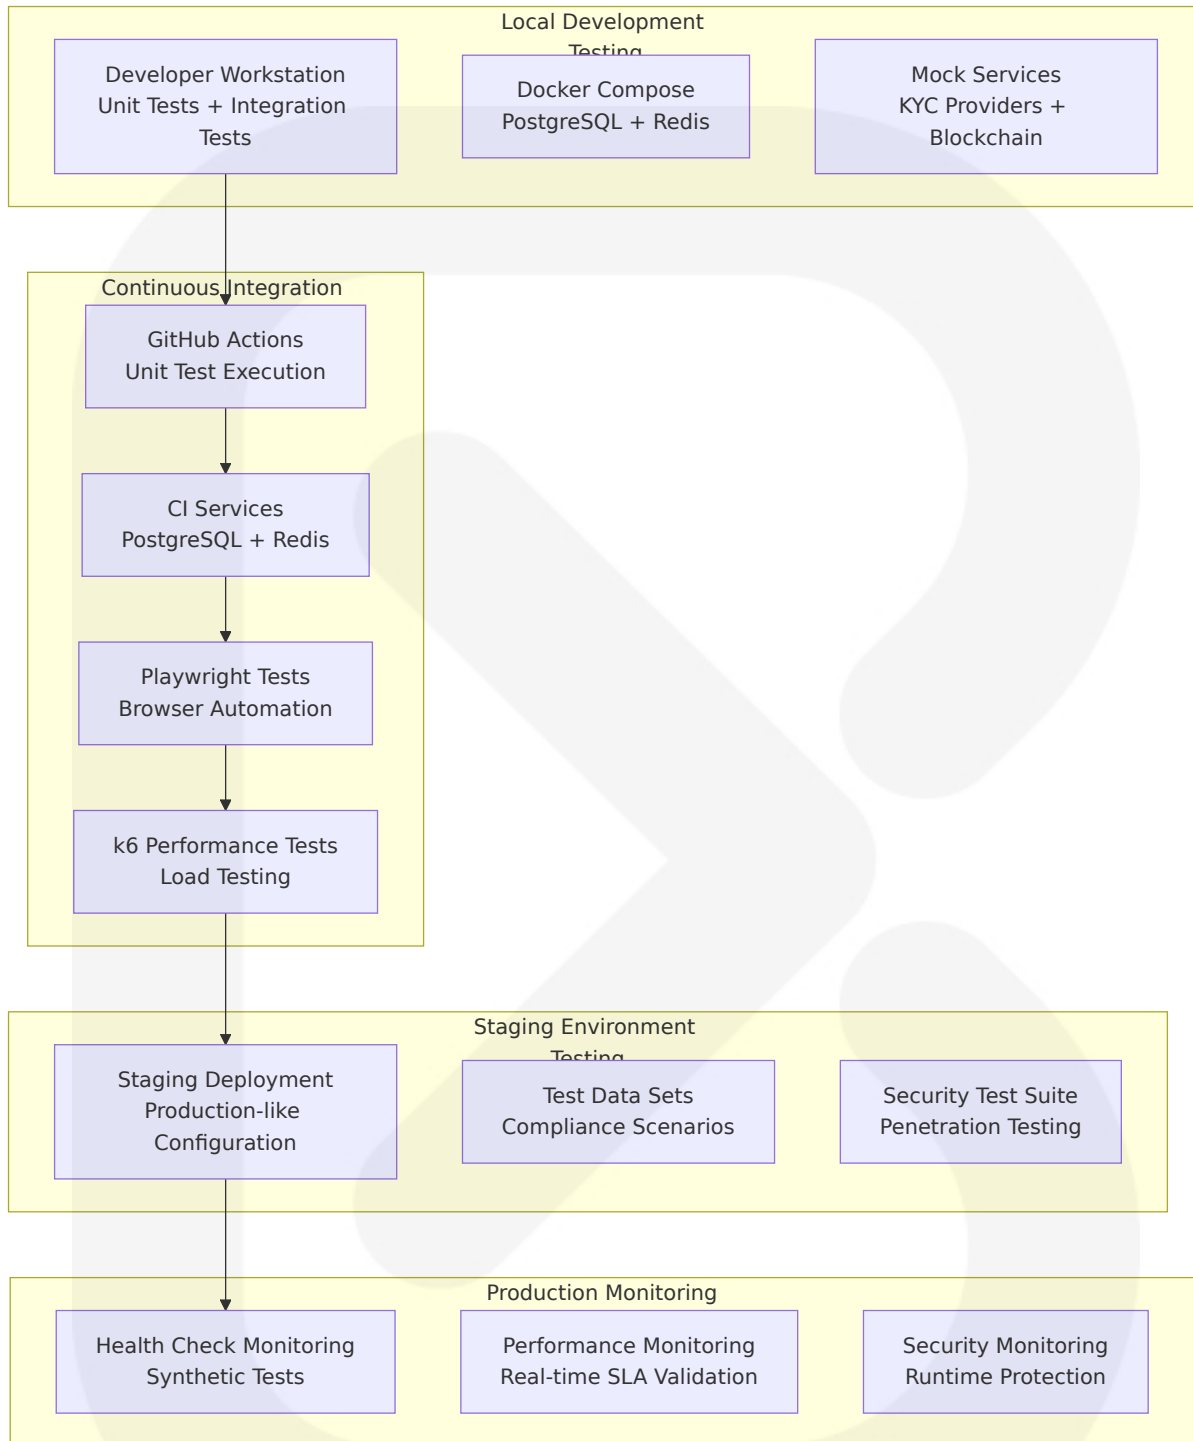 Local Development
Testing
Developer Workstation
Unit Tests + Integration
Tests
Docker Compose
PostgreSQL + Redis
Mock Services
KYC Providers +
Blockchain
Continuous Integration
GitHub Actions
Unit Test Execution
CI Services
PostgreSQL + Redis
Playwright Tests
Browser Automation
k6 Performance Tests
Load Testing
Staging Environment
Testing
Staging Deployment
Production-like
Configuration
Test Data Sets
Compliance Scenarios
Security Test Suite
Penetration Testing
Production Monitoring
Health Check Monitoring
Synthetic Tests
Performance Monitoring
Real-time SLA Validation
Security Monitoring
Runtime Protection